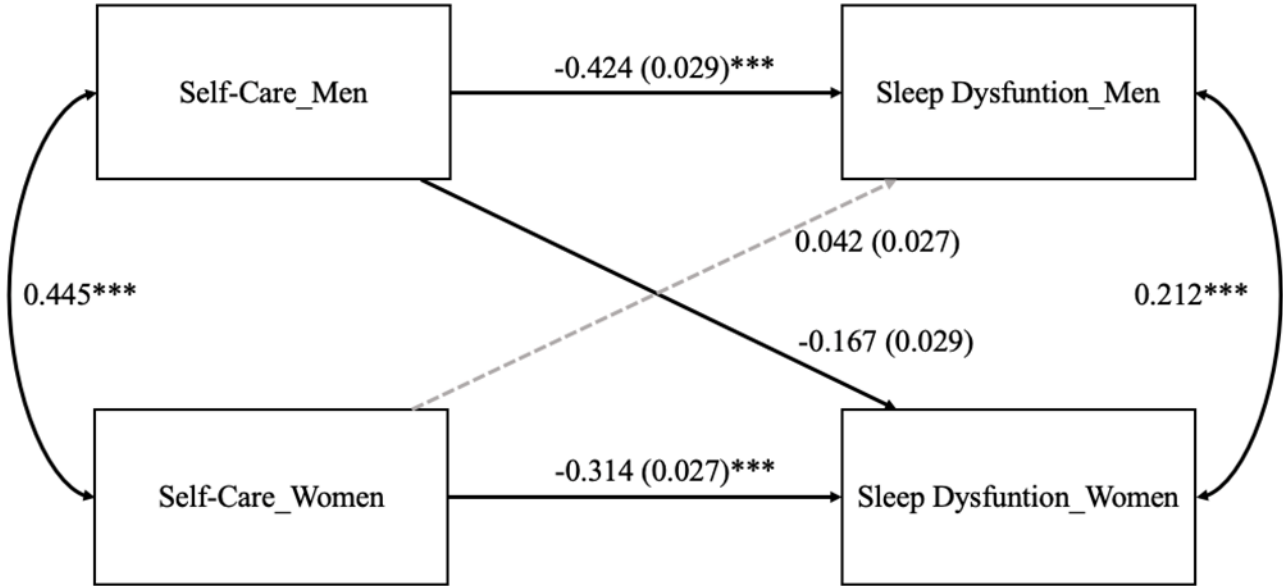 -0.424 (0.029)***
Self-Care_Men
Sleep Dysfuntion_Men
0.042 (0.027)
0.445***
0.212***
-0.167 (0.029)
-0.314 (0.027)***
Self-Care_Women
Sleep Dysfuntion_Women